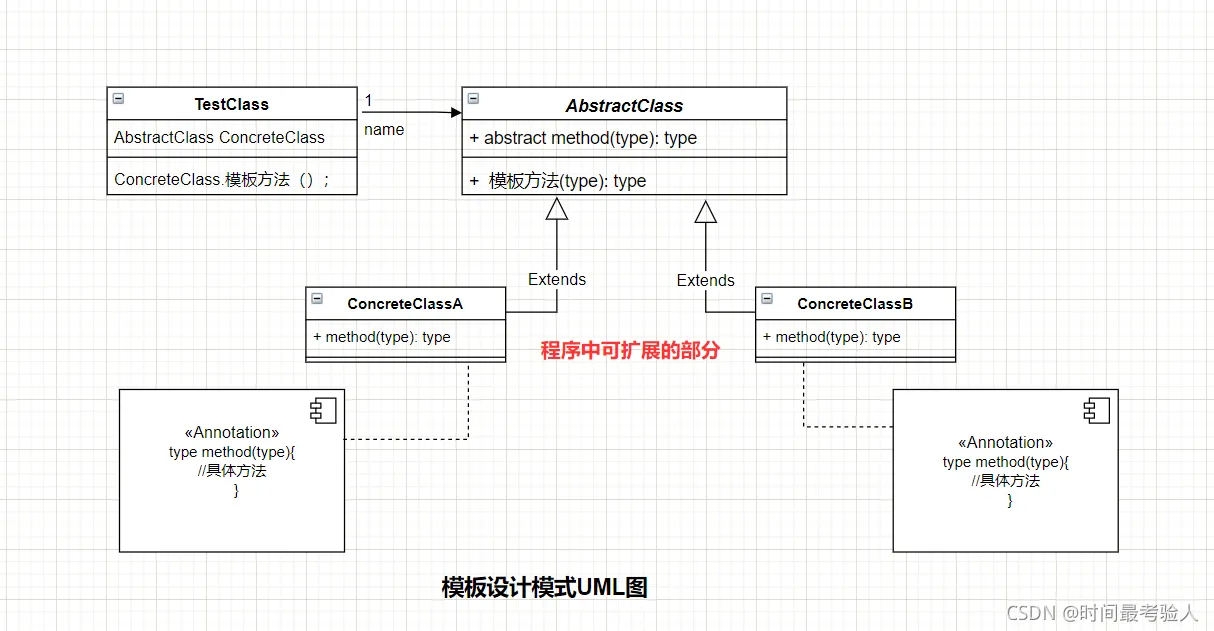 TestClass
AbstractClass ConcreteClass
ConcreteClass.模板方法（）;
1
name
AbstractClass
+ abstract method(type): type
+ 模板方法(type): type
Extends
Extends
ConcreteClassA
+ method(type): type
程序中可扩展的部分
ConcreteClassB
+ method(type): type
«Annotation»
type method(type){
//具体方法
}
«Annotation»
type method(type){
//具体方法
}
模板设计模式UML图
CSDN @时间最考验人